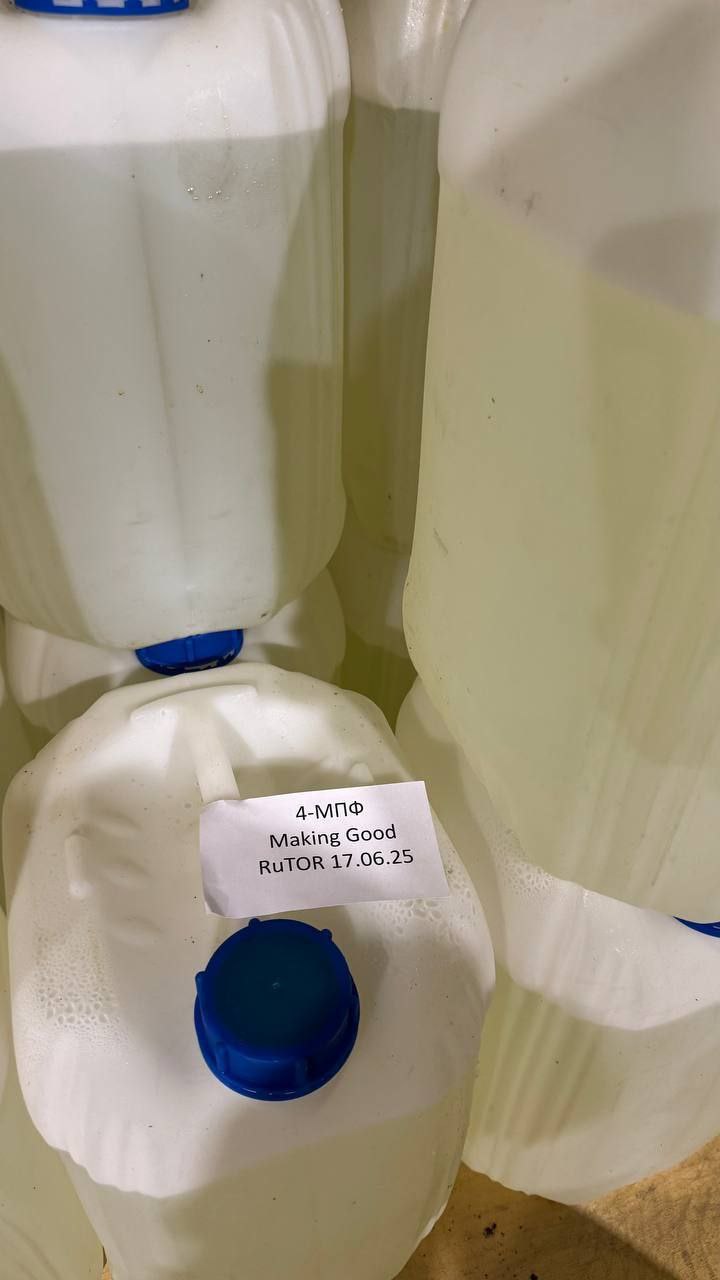 4-МПФ
Making Good
RuTOR 17.06.25